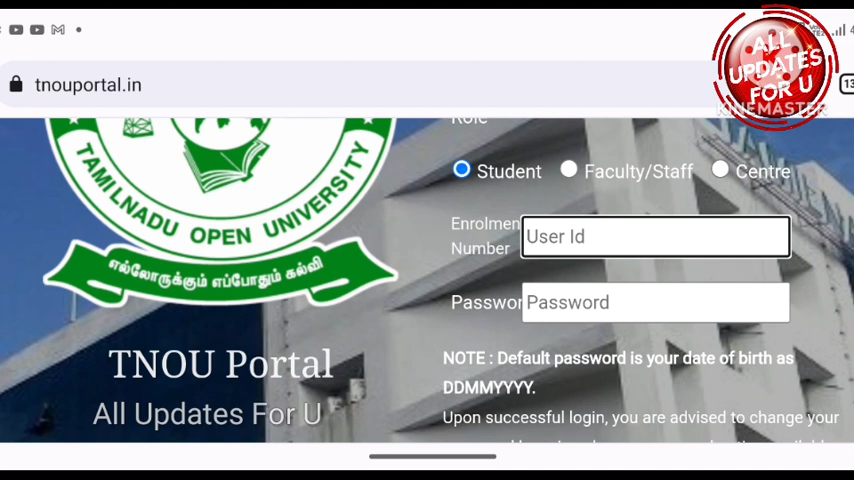 tnouportal.in
ALL
UPDATES
FOR U
KINEMASTER
Role
Student
Faculty/Staff
Centre
TAMILNADU OPEN UNIVERSITY
எல்லோருக்கும் எப்போதும் கல்வி
Enrolmen
Number
User Id
Passwor
Password
NOTE : Default password is your date of birth as
DDMMYYYY.
Upon successful login, you are advised to change your
TNOU Portal
All Updates For U